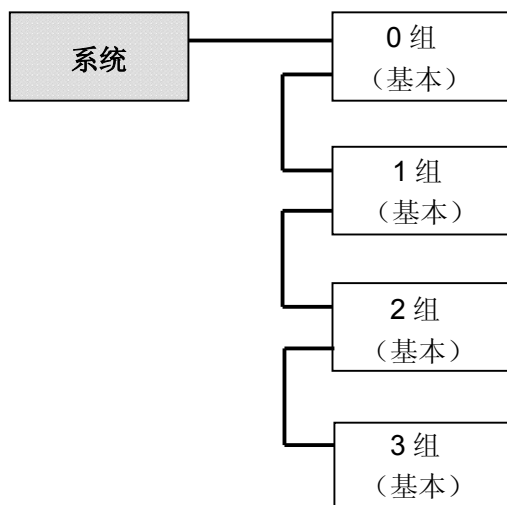 系统
0 组
（基本）
1 组
（基本）
2 组
（基本）
3 组
（基本）